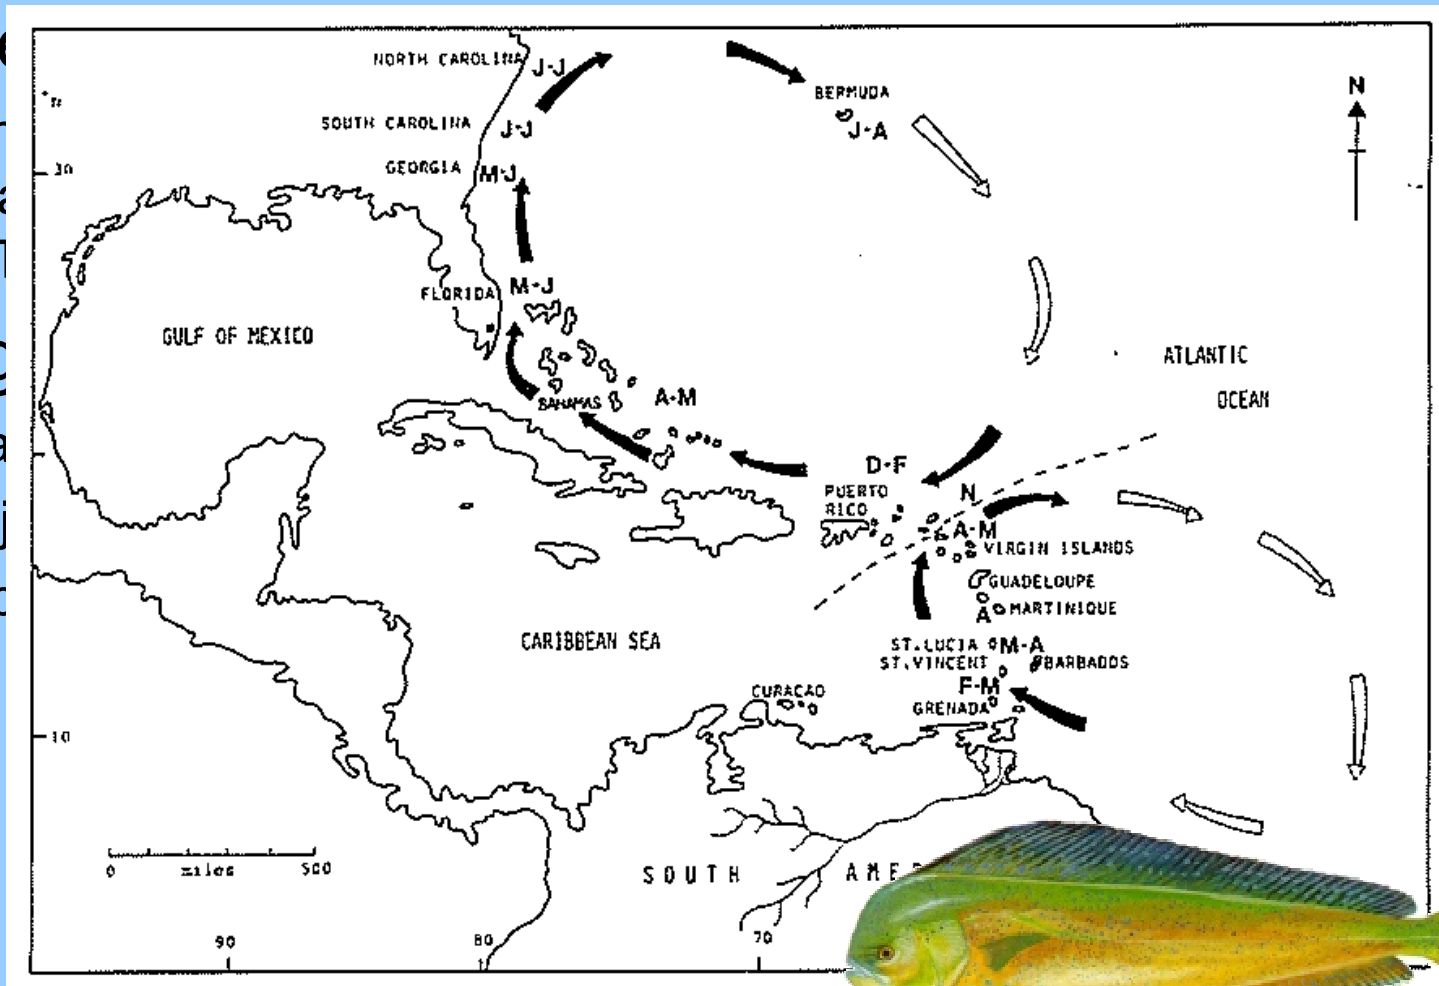 NORTH CAROLINA
J-J
BERMUDA
J-A
N
SOUTH CAROLINA
J-J
30
GEORGIA
M-J
FLORIDA
M-J
GULF OF MEXICO
ATLANTIC
OCEAN
BAHAMAS
A-M
D-F
PUERTO
RICO
N
A-M
VIRGIN ISLANDS
GUADELOUPE
A
MARTINIQUE
CARIBBEAN SEA
ST.LUCIA
M-A
ST.VINCENT
BARBADOS
F-M
CURACAO
GRENADA
10
0 miles 500
SOUTH
90
80
70